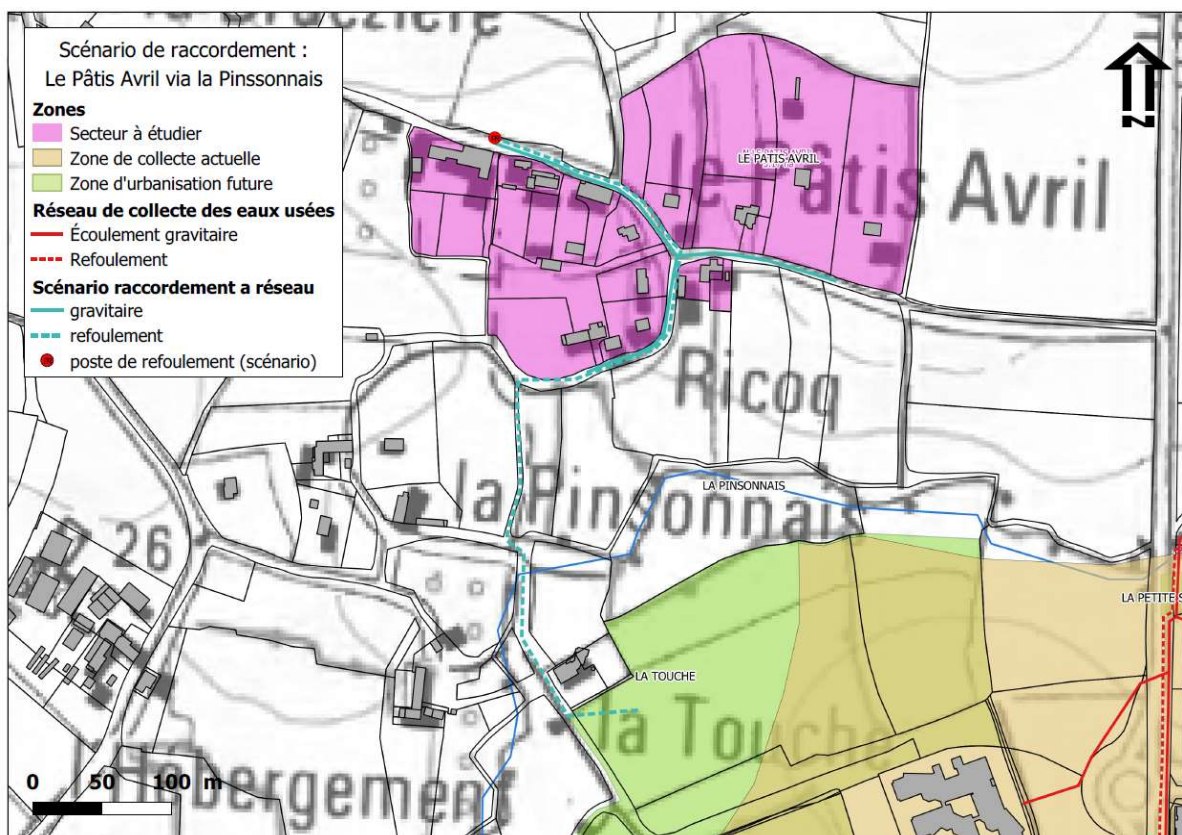 Scénario de raccordement :
Le Pâtis Avril via la Pinssonnais
Zones
Secteur à étudier
Zone de collecte actuelle
Zone d'urbanisation future
Réseau de collecte des eaux usées
Écoulement gravitaire
Refoulement
Scénario raccordement a réseau
gravitaire
refoulement
poste de refoulement (scénario)
N
LE PATIS AVRIL
le Pâtis Avril
Ricoq
LA PINSONNAIS
la Pinsonnais
26
LA PETITE S
LA TOUCHE
la Touche
0 50 100 m
bergement